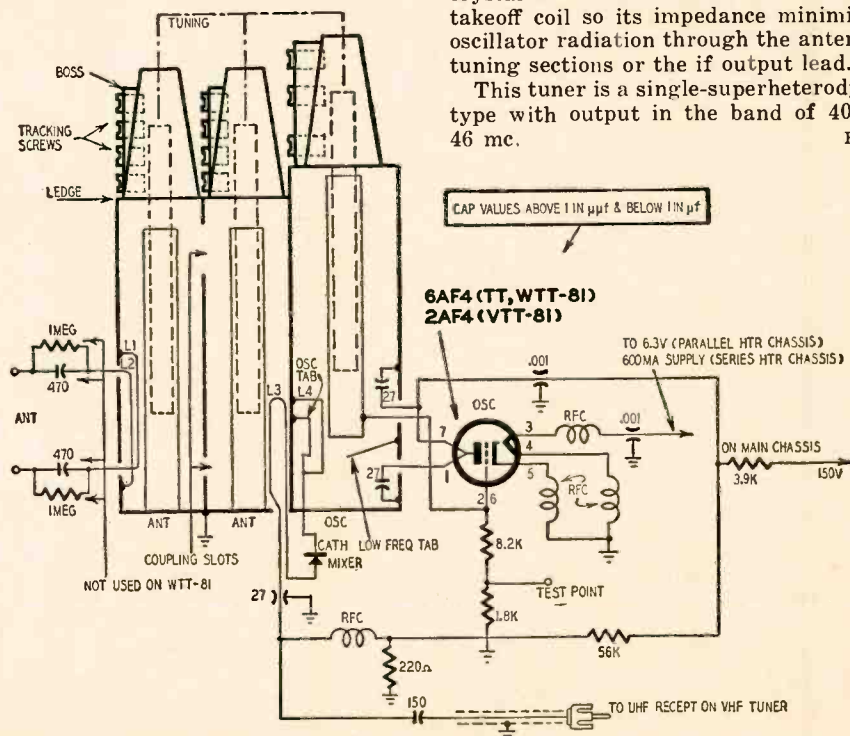 takeoff coil so its impedance minimi
oscillator radiation through the anten
tuning sections or the if output lead.
This tuner is a single-superheterody
type with output in the band of 40
46 mc.
TUNING
BOSS
TRACKING
SCREWS
LEDGE
CAP VALUES ABOVE 1 IN µµf & BELOW 1 IN µf
6AF4 (TT, WTT-81)
2AF4 (VTT-81)
TO 6.3V (PARALLEL HTR CHASSIS)
600MA SUPPLY (SERIES HTR CHASSIS)
1MEG
470
ANT
470
1MEG
L1
L2
L3
OSC
TAB
L4
27
27
.001
OSC
7
1
3
4
5
2
6
RFC
.001
RFC
ON MAIN CHASSIS
3.9K
150V
ANT
ANT
OSC
COUPLING SLOTS
NOT USED ON WTT-81
CATH
MIXER
LOW FREQ TAB
8.2K
TEST POINT
1.8K
27
RFC
220Ω
56K
150
TO UHF RECEPT ON VHF TUNER